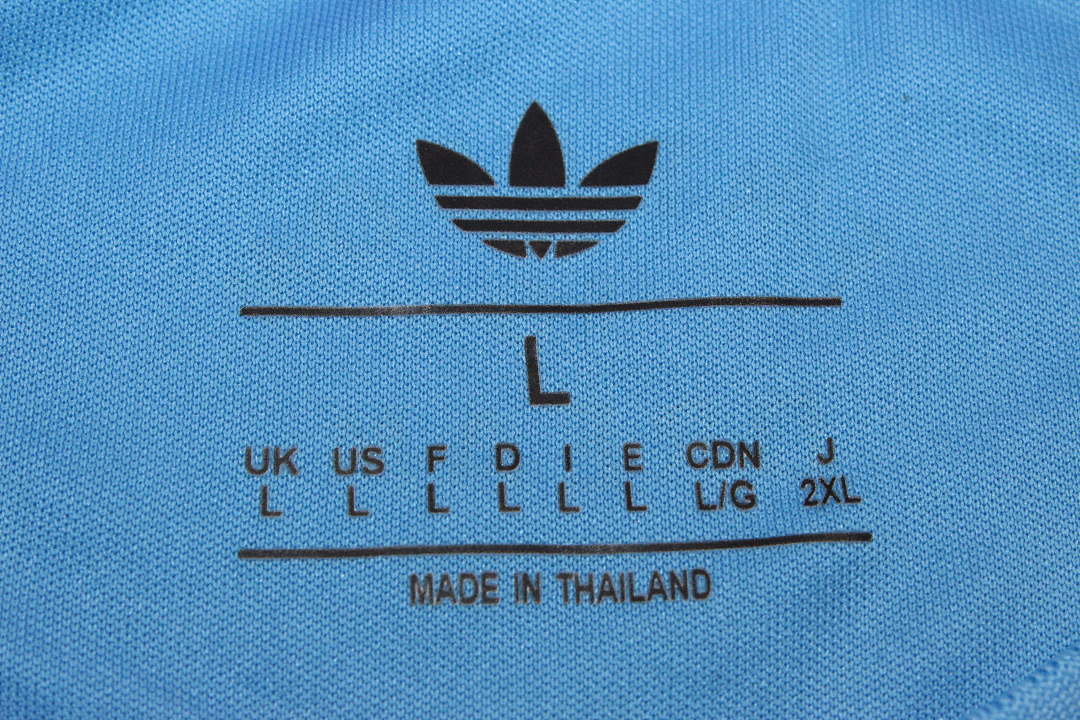 L
UK US F D I E CDN J
L L L L L L L/G 2XL
MADE IN THAILAND